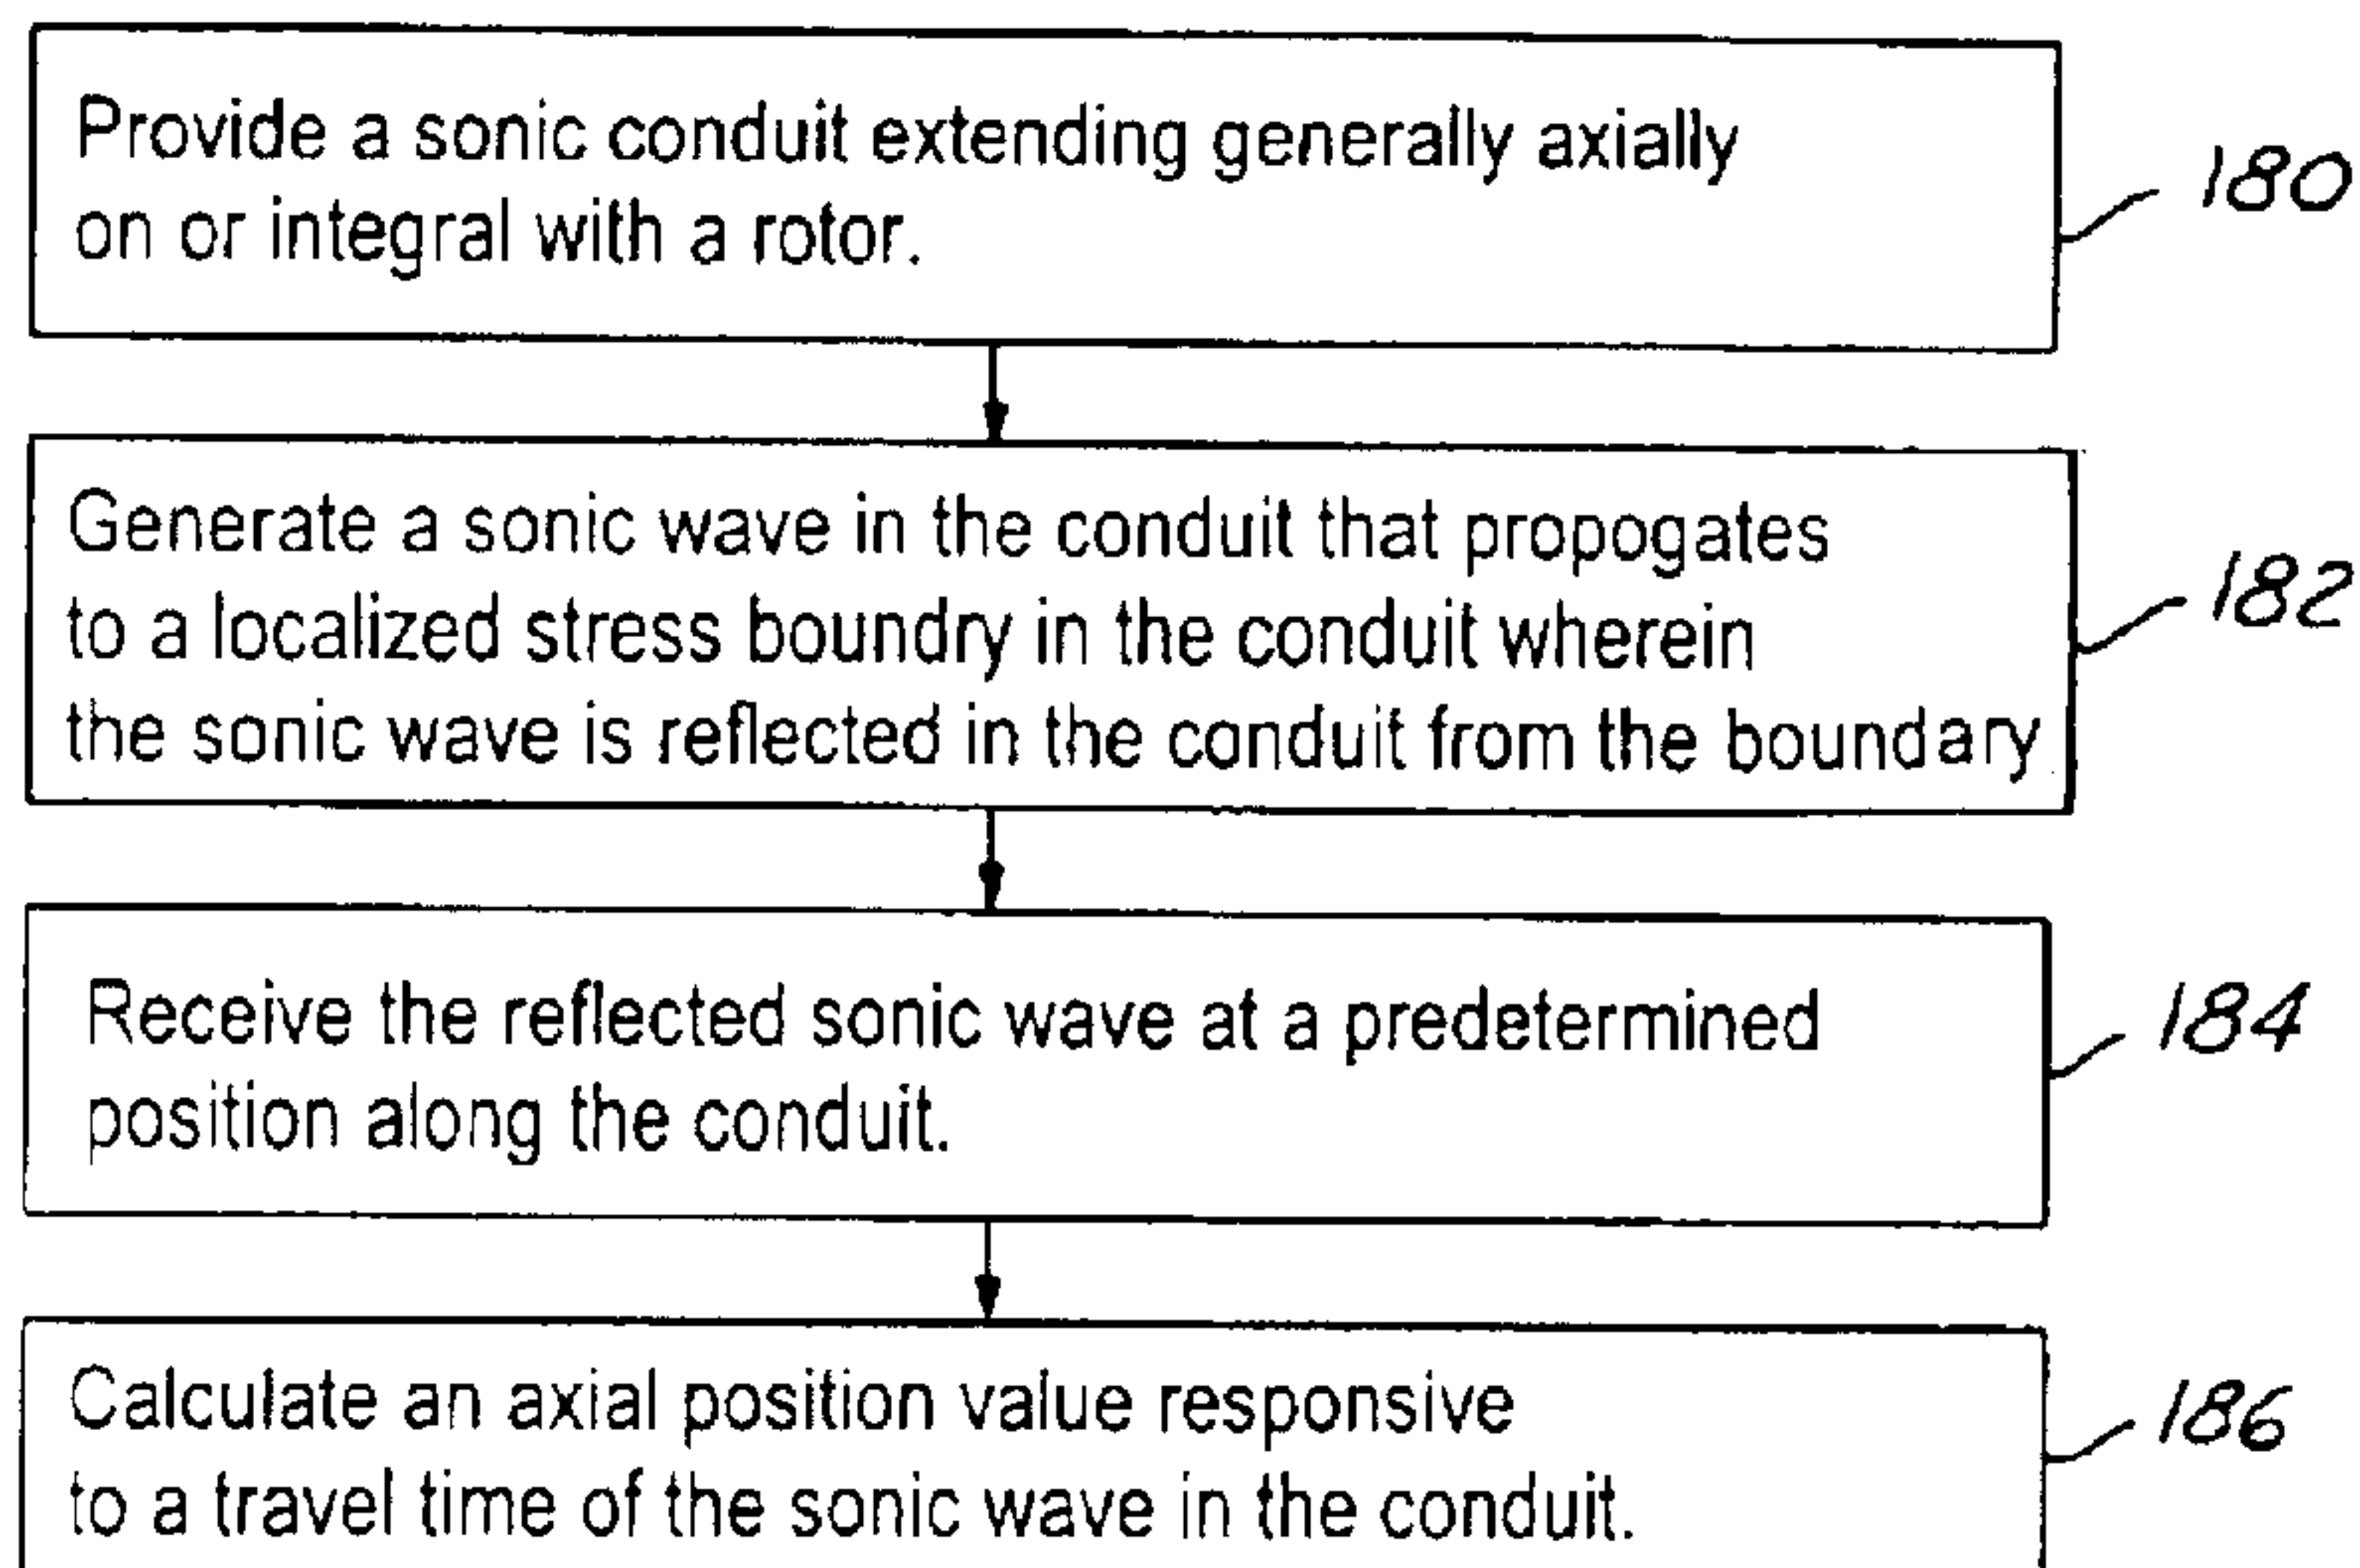 Provide a sonic conduit extending generally axially
on or integral with a rotor.
180
Generate a sonic wave in the conduit that propogates
to a localized stress boundry in the conduit wherein
the sonic wave is reflected in the conduit from the boundary
182
Receive the reflected sonic wave at a predetermined
position along the conduit.
184
Calculate an axial position value responsive
to a travel time of the sonic wave in the conduit.
186